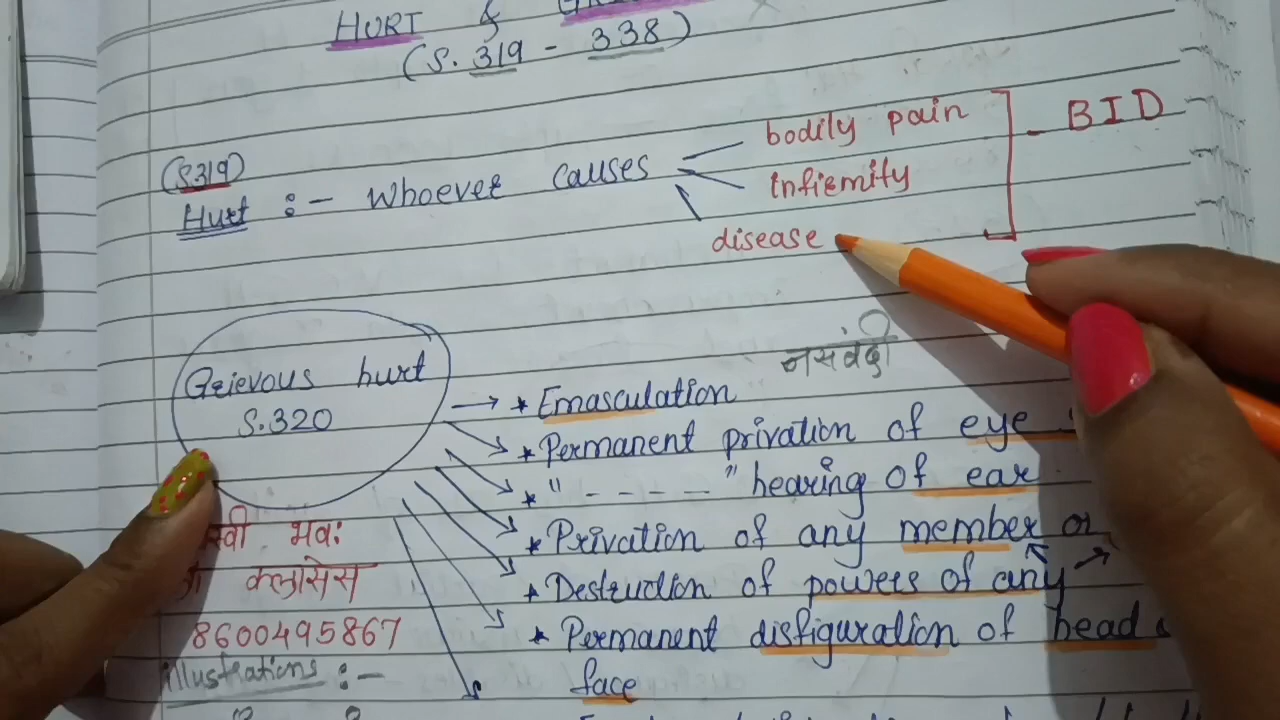 HURT &
(S. 319 - 338)
(S.319)
Hurt :- Whoever causes
bodily pain
infirmity
disease
- BID
Grievous hurt
S.320
नसबंदी
* Emasculation
* Permanent privation of eye
* " - - - - " hearing of ear
* Privation of any member or
* Destruction of powers of any
* Permanent disfiguration of head
face
भवः
क्लासेस
8600495867
illustrations :-